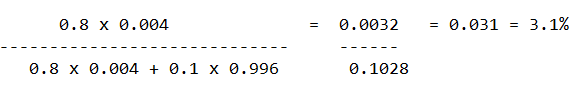 0.8 x 0.004 = 0.0032 = 0.031 = 3.1%
----------------------------- ------
0.8 x 0.004 + 0.1 x 0.996 0.1028